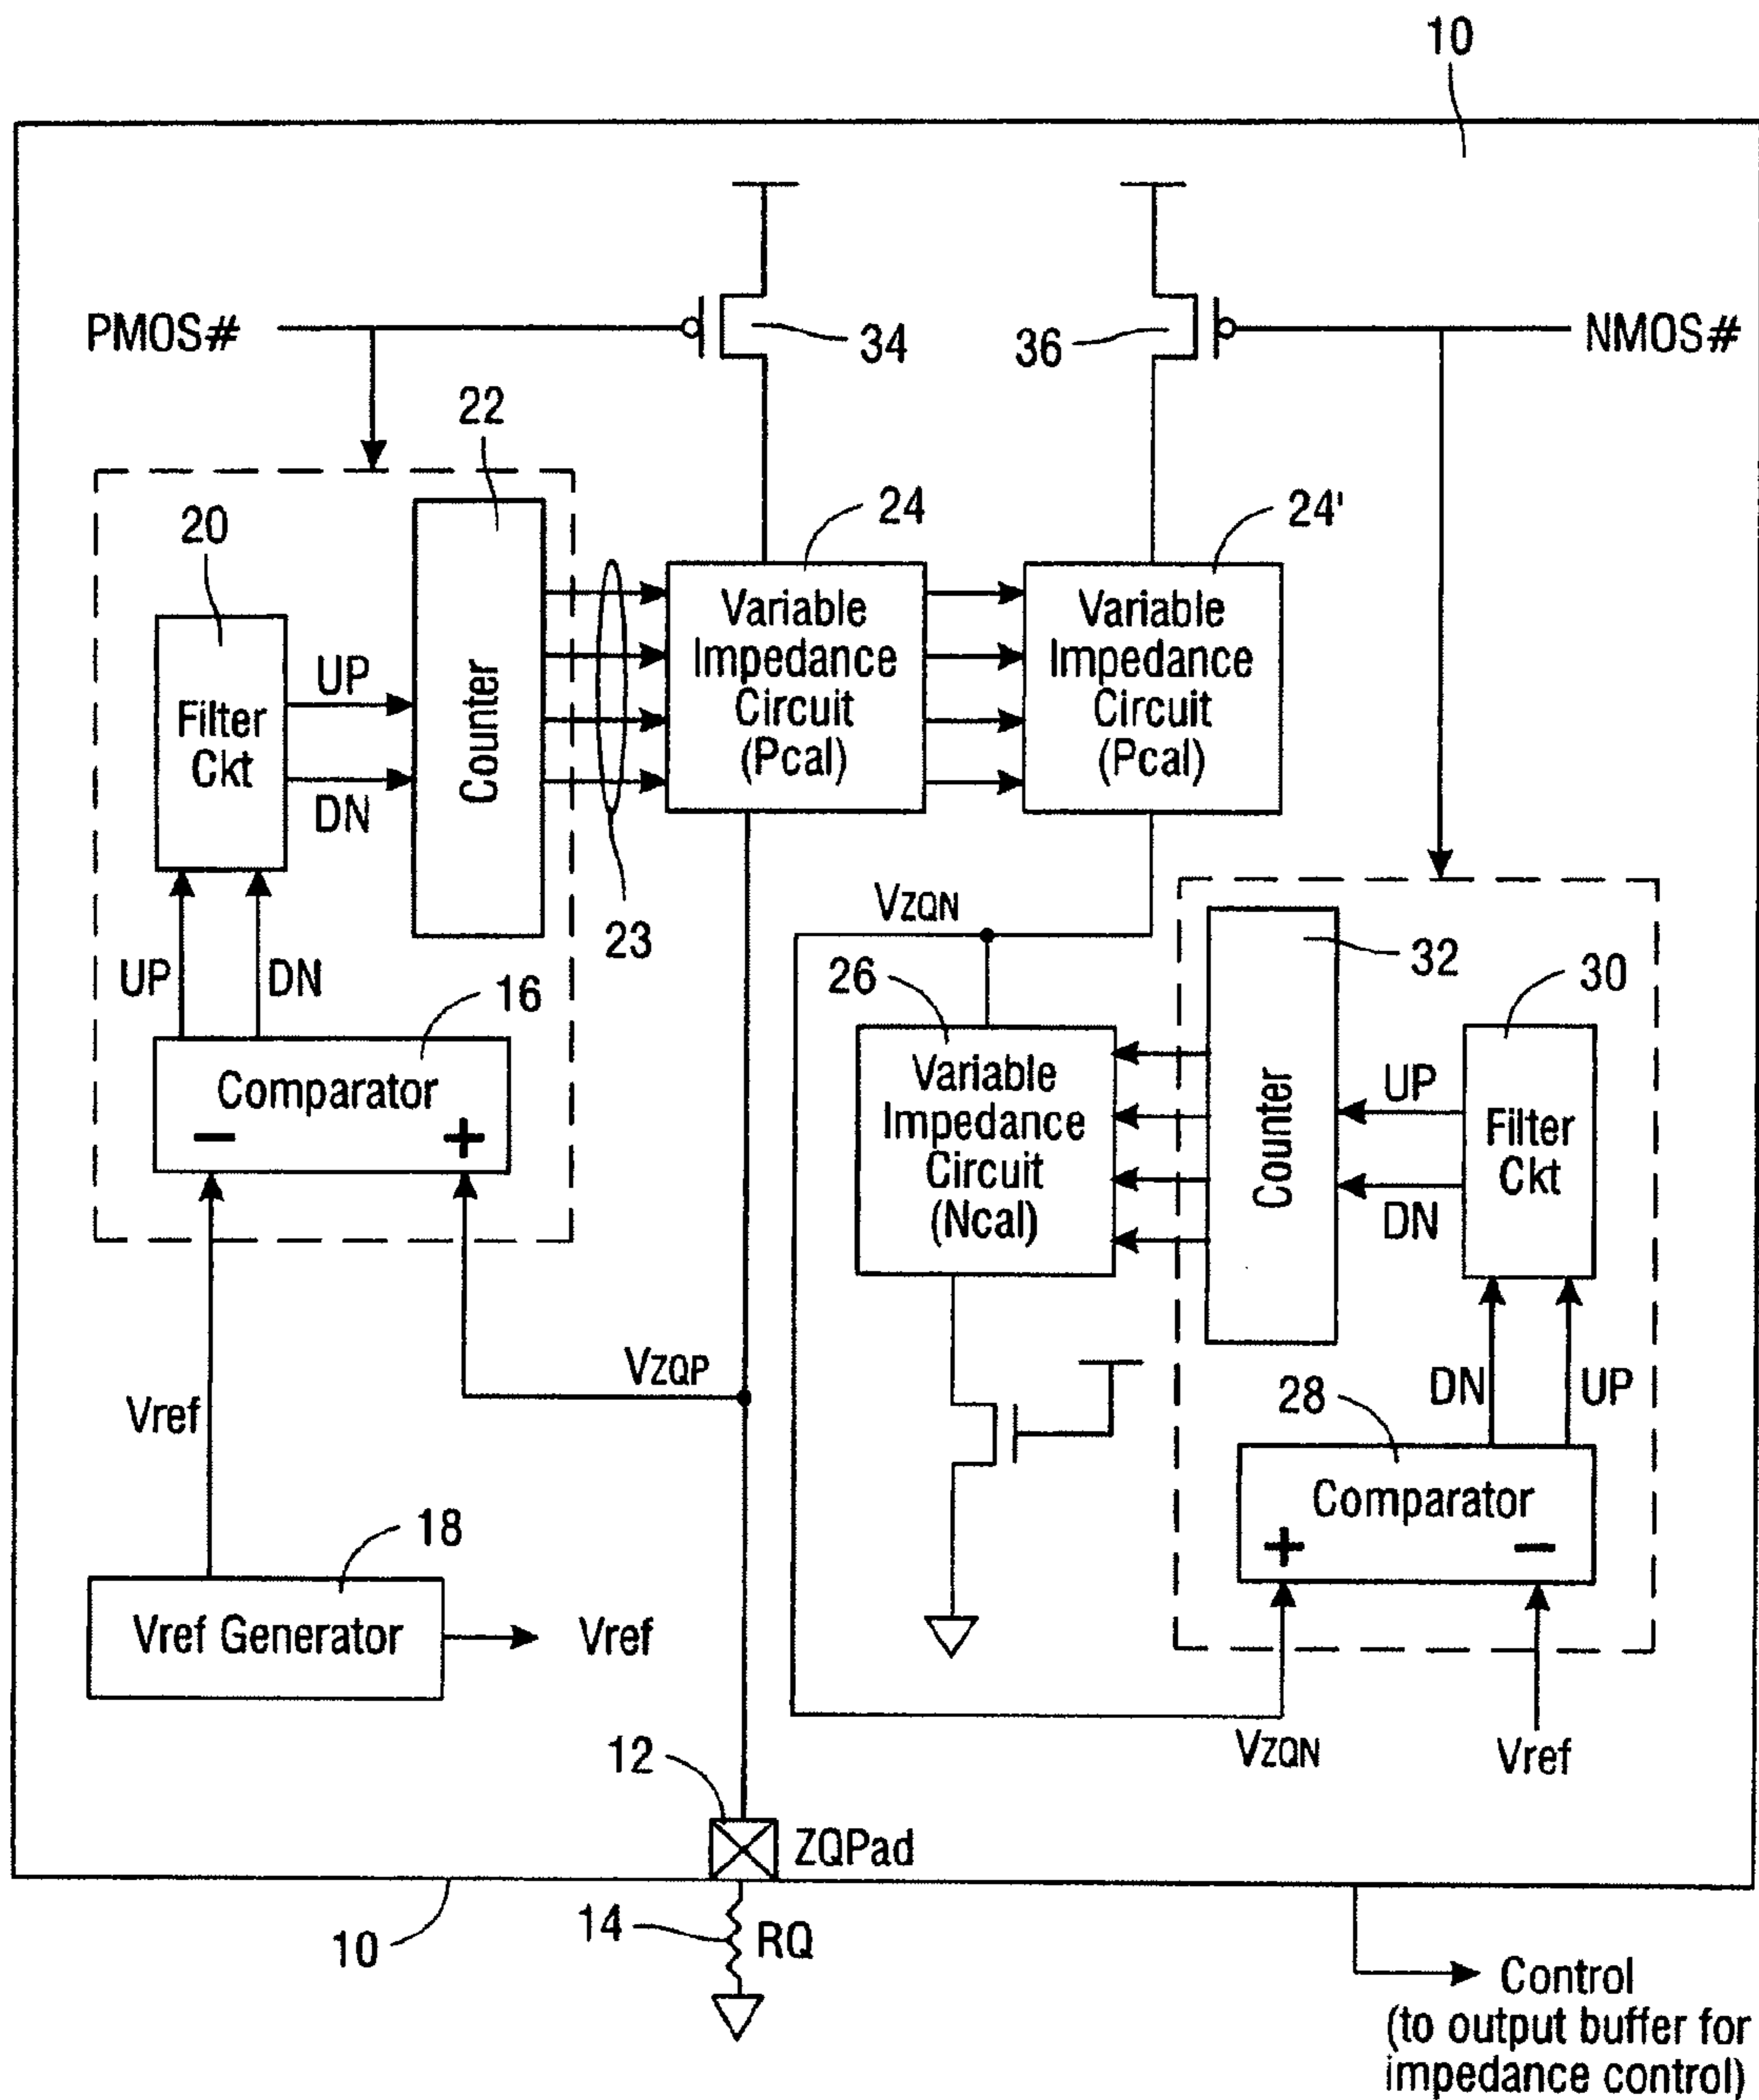 10
PMOS#
34
36
NMOS#
22
20
24
24'
Filter
Ckt
UP
DN
Counter
Variable
Impedance
Circuit
(Pcal)
Variable
Impedance
Circuit
(Pcal)
23
UP
DN
16
Comparator
− +
VZQN
26
32
30
Variable
Impedance
Circuit
(Ncal)
Counter
UP
DN
Filter
Ckt
VZQP
Vref
DN
UP
28
Comparator
+ −
18
Vref Generator
Vref
VZQN
Vref
12
ZQPad
10
14
RQ
Control
(to output buffer for
impedance control)